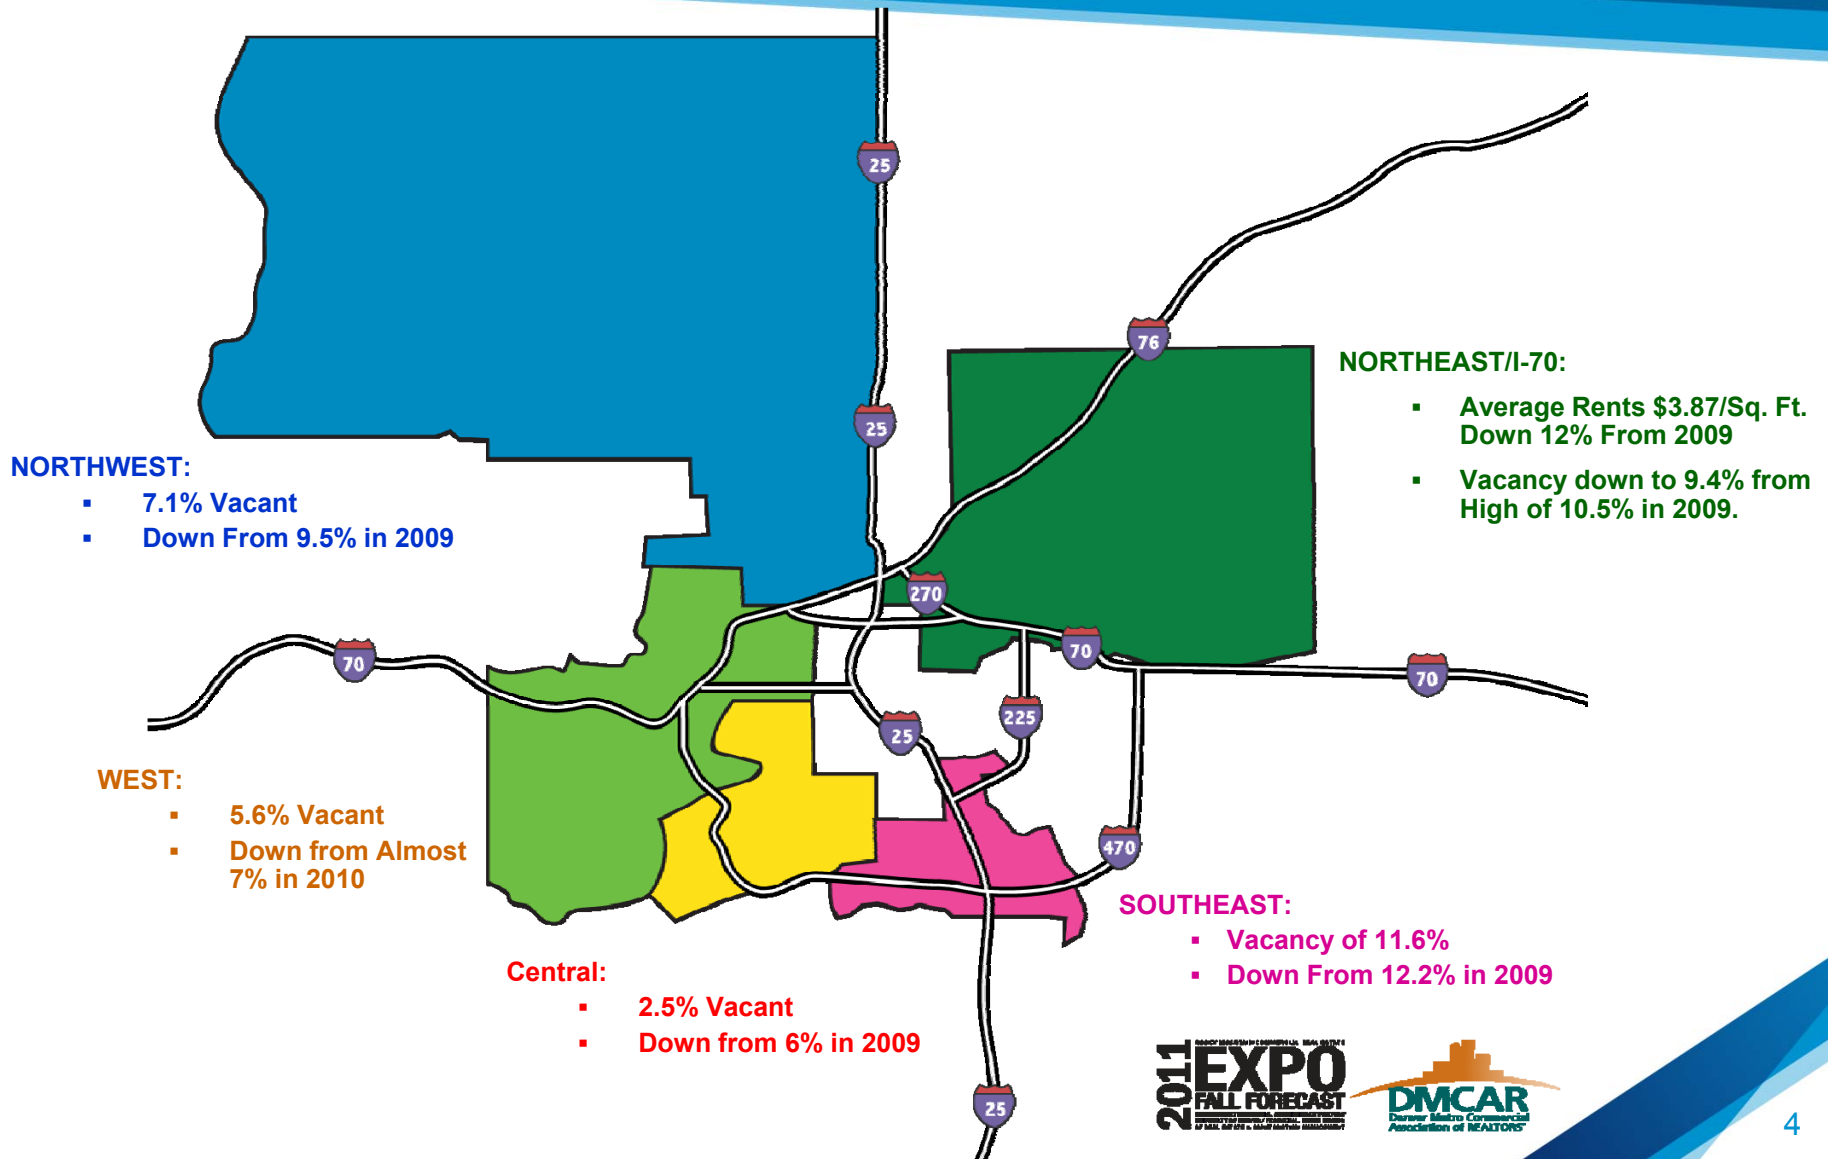 25
76
NORTHEAST/I-70:
▪ Average Rents $3.87/Sq. Ft.
Down 12% From 2009
25
NORTHWEST:
▪ 7.1% Vacant
▪ Down From 9.5% in 2009
▪ Vacancy down to 9.4% from
High of 10.5% in 2009.
270
70
70
70
225
25
WEST:
▪ 5.6% Vacant
▪ Down from Almost
7% in 2010
470
SOUTHEAST:
▪ Vacancy of 11.6%
▪ Down From 12.2% in 2009
Central:
▪ 2.5% Vacant
▪ Down from 6% in 2009
25
2011
EXPO
FALL FORECAST
DMCAR
Denver Metro Commercial
Association of REALTORS®
4